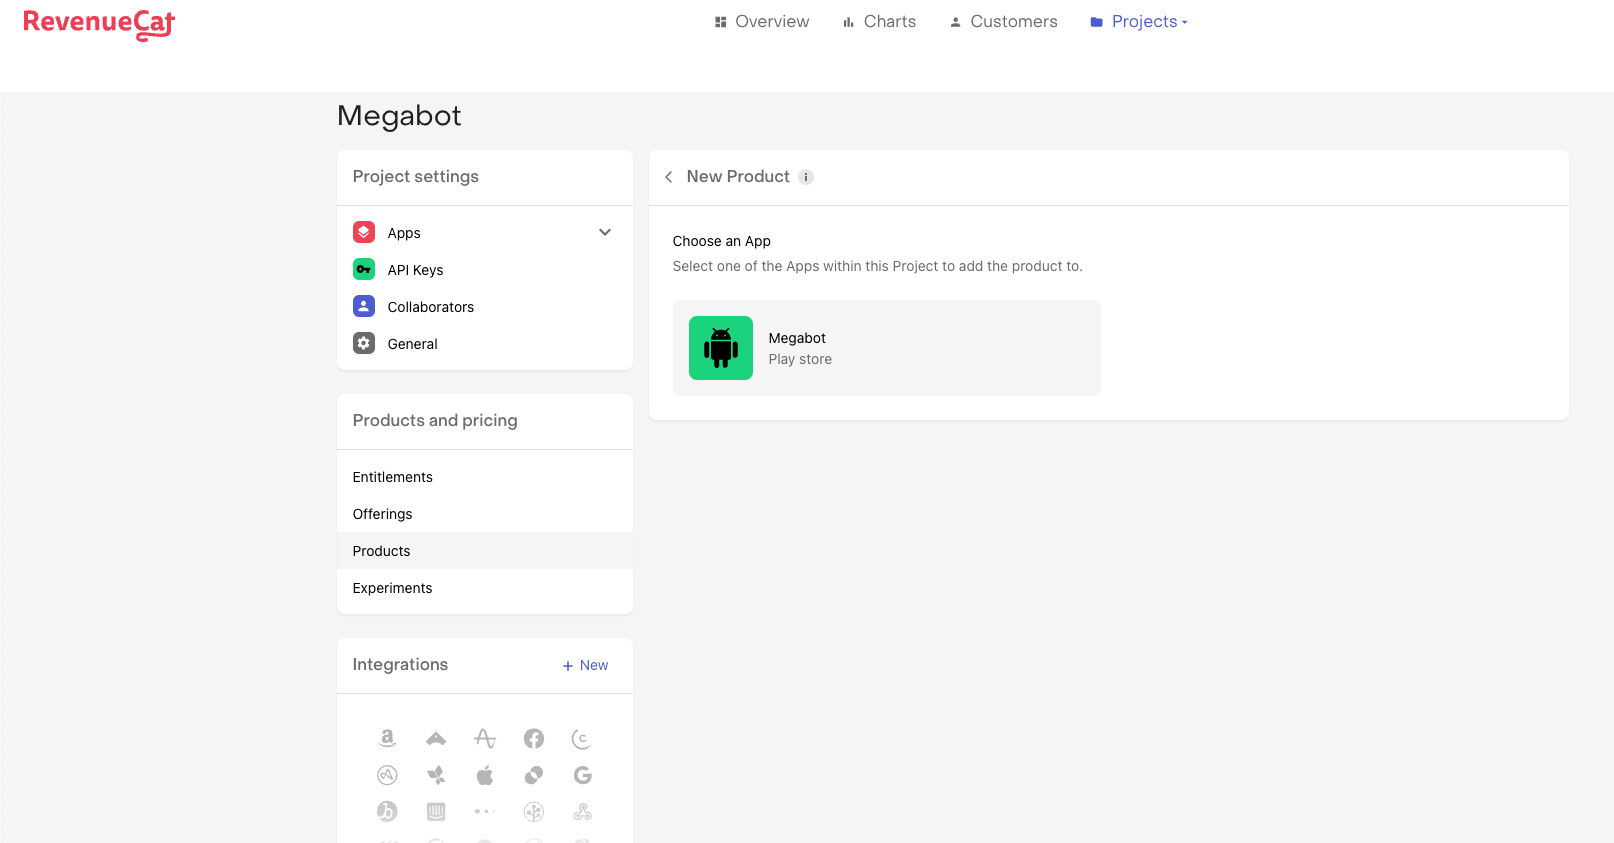 RevenueCat
Overview
Charts
Customers
Projects
Megabot
Project settings
Apps
API Keys
Collaborators
General
Products and pricing
Entitlements
Offerings
Products
Experiments
Integrations
+ New
New Product
Choose an App
Select one of the Apps within this Project to add the product to.
Megabot
Play store